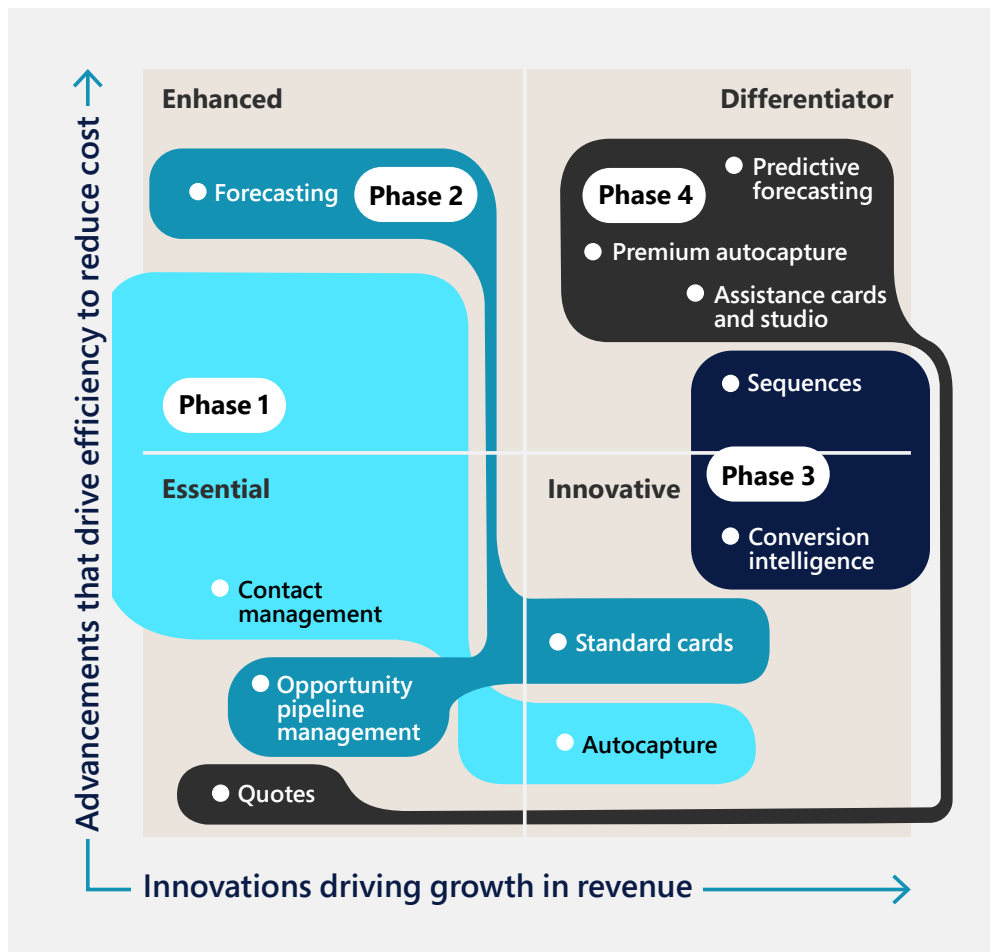 Advancements that drive efficiency to reduce cost
Enhanced
Differentiator
Forecasting
Phase 2
Phase 4
Predictive
forecasting
Premium autocapture
Assistance cards
and studio
Phase 1
Sequences
Essential
Innovative
Phase 3
Conversion
intelligence
Contact
management
Standard cards
Opportunity
pipeline
management
Autocapture
Quotes
Innovations driving growth in revenue